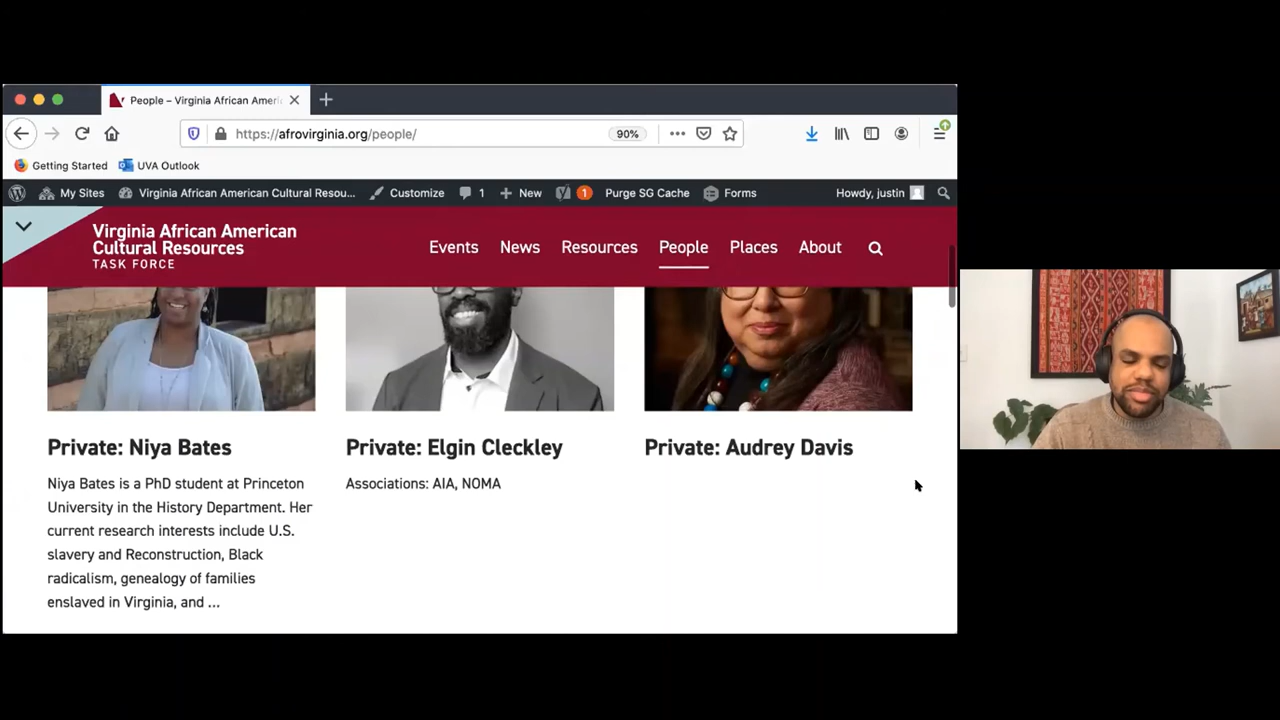 People – Virginia African Ameri
https://afrovirginia.org/people/
90%
Getting Started
UVA Outlook
My Sites
Virginia African American Cultural Resou...
Customize
1
New
1
Purge SG Cache
Forms
Howdy, justin
Virginia African American
Cultural Resources
TASK FORCE
Events
News
Resources
People
Places
About
Private: Niya Bates
Private: Elgin Cleckley
Private: Audrey Davis
Niya Bates is a PhD student at Princeton
University in the History Department. Her
current research interests include U.S.
slavery and Reconstruction, Black
radicalism, genealogy of families
enslaved in Virginia, and ...
Associations: AIA, NOMA